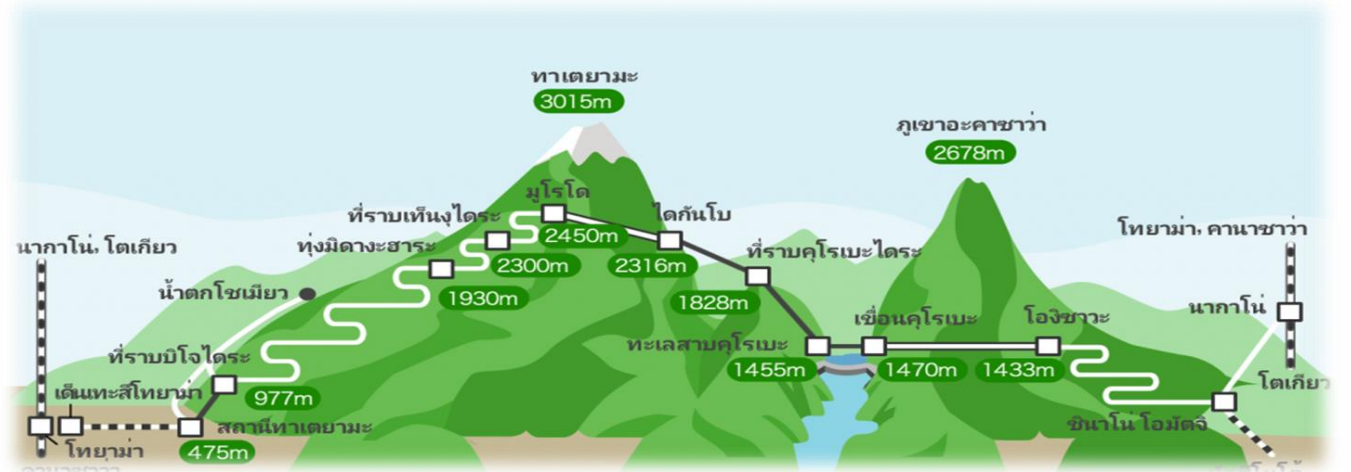 ทาเตยามะ
3015m
ภูเขาอะคาซาว่า
2678m
มูโรโด
2450m
ที่ราบเท็นงุไดระ
2300m
ไดกันโบ
2316m
ทุ่งมิดางะฮาระ
1930m
ที่ราบคุโรเบะไดระ
1828m
นากาโน่, โตเกียว
โทยาม่า, คานาซาว่า
น้ำตกโชเมียว
นากาโน่
เขื่อนคุโรเบะ
1470m
โองิซาวะ
1433m
ทะเลสาบคุโรเบะ
1455m
ที่ราบบิโจไดระ
977m
โตเกียว
เด็นเทะสึโทยาม่า
สถานีทาเตยามะ
475m
ชินาโน่ โอมัตจิ
โทยาม่า